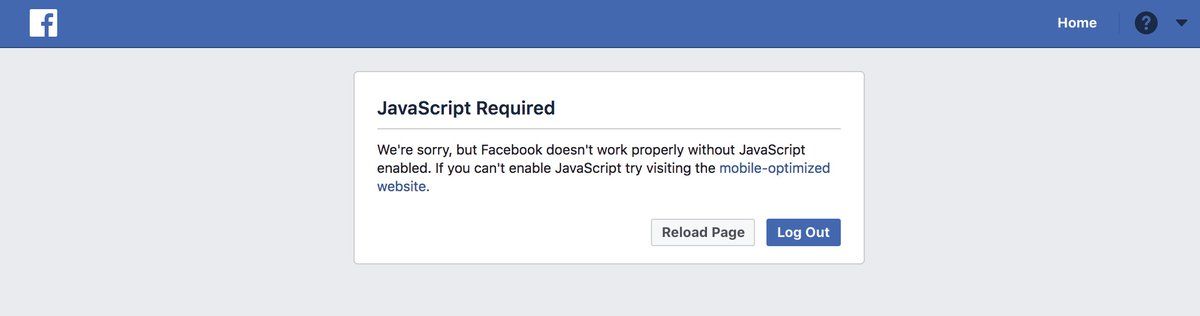 f
Home
?
JavaScript Required
We're sorry, but Facebook doesn't work properly without JavaScript
enabled. If you can't enable JavaScript try visiting the mobile-optimized
website.
Reload Page
Log Out